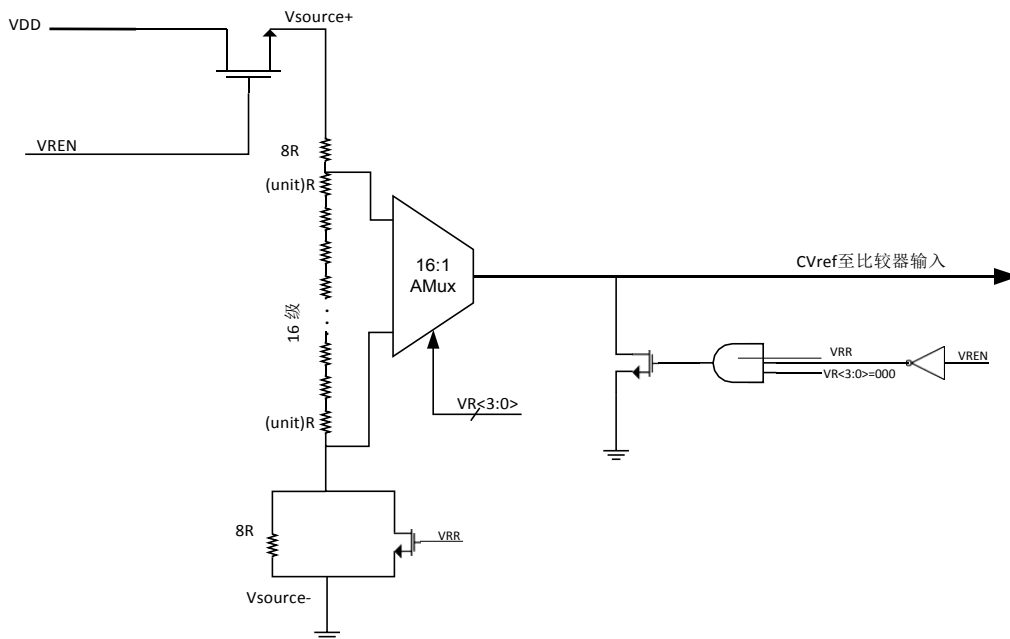 Vsource+
VDD
VREN
8R
(unit)R
16 级
16:1
AMux
CVref至比较器输入
VRR
VREN
VR<3:0>=000
VR<3:0>
(unit)R
8R
VRR
Vsource-